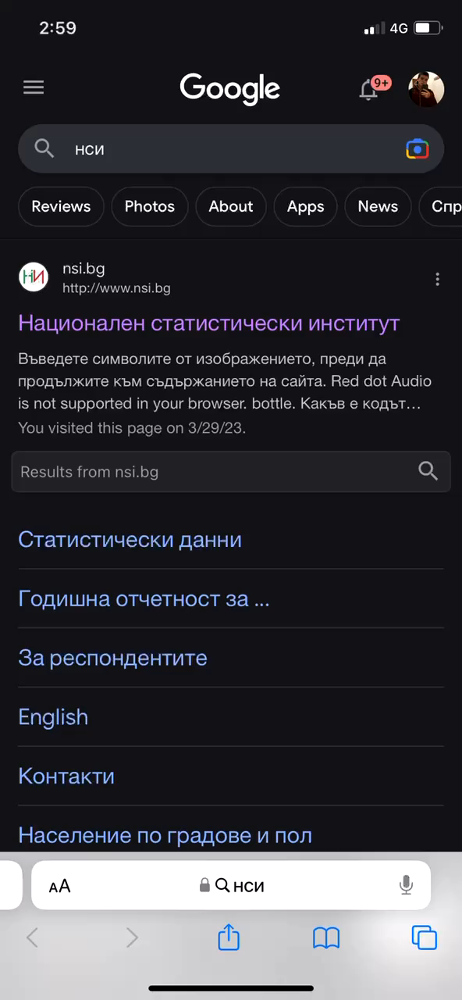 2:59
4G
Google
9+
нси
Reviews
Photos
About
Apps
News
Спр
НИ
nsi.bg
http://www.nsi.bg
Национален статистически институт
Въведете символите от изображението, преди да
продължите към съдържанието на сайта. Red dot Audio
is not supported in your browser. bottle. Какъв е кодът...
You visited this page on 3/29/23.
Results from nsi.bg
Статистически данни
Годишна отчетност за ...
За респондентите
English
Контакти
Население по градове и пол
AA
нси